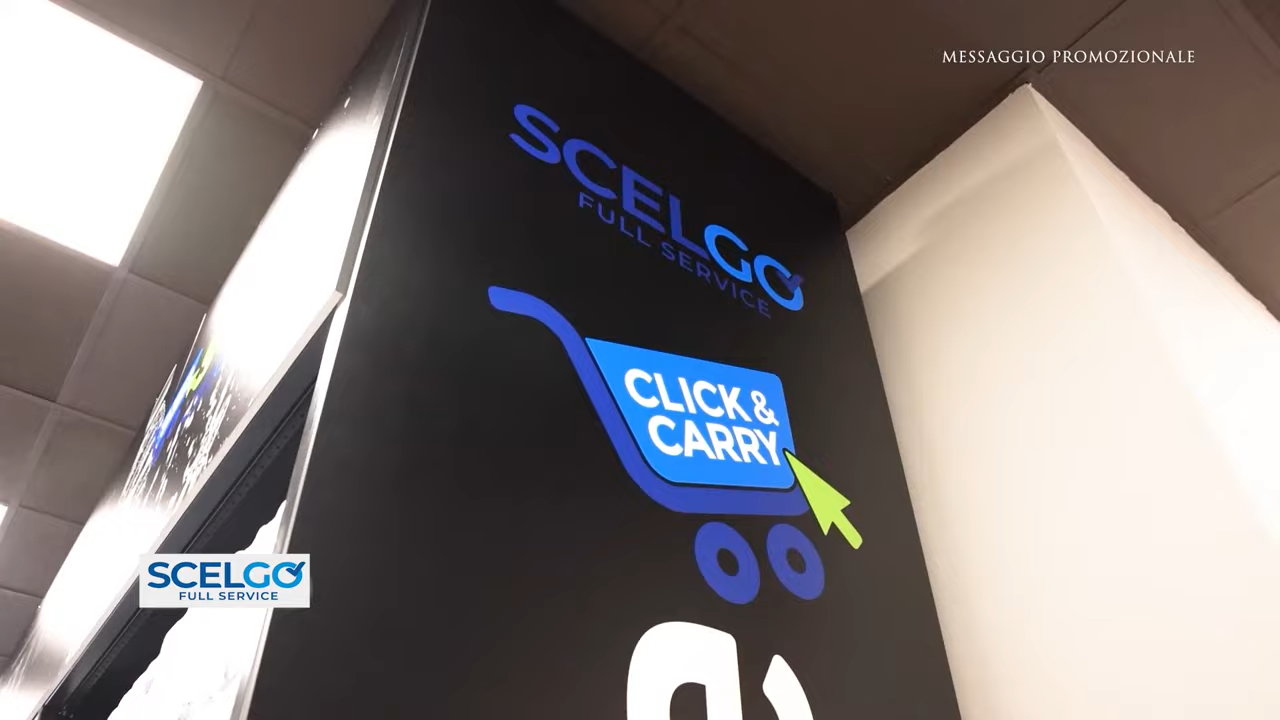 MESSAGGIO PROMOZIONALE
SCELGO
FULL SERVICE
CLICK &
CARRY
SCELGO
FULL SERVICE